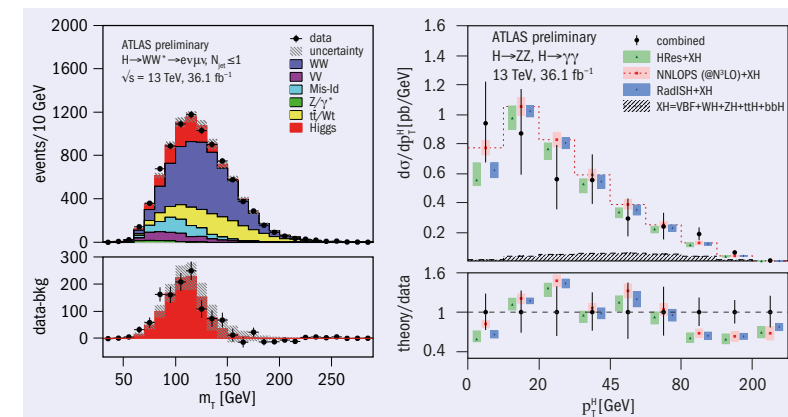 2000
1600
1200
800
400
0
events/10 GeV
ATLAS preliminary
H→WW*→evμv, N_jet≤1
√s = 13 TeV, 36.1 fb⁻¹
data
uncertainty
WW
VV
Mis-Id
Z/γ*
tt̄/Wt
Higgs
300
200
100
0
data-bkg
50
100
150
200
250
m_T [GeV]
1.6
1.4
1.2
1.0
0.8
0.6
0.4
0.2
dσ/dp_T^H [pb/GeV]
ATLAS preliminary
H→ZZ, H→γγ
13 TeV, 36.1 fb⁻¹
combined
HRes+XH
NNLOPS (@N³LO)+XH
RadISH+XH
XH=VBF+WH+ZH+ttH+bbH
1.6
1
0.4
theory/data
0
20
45
80
200
p_T^H [GeV]